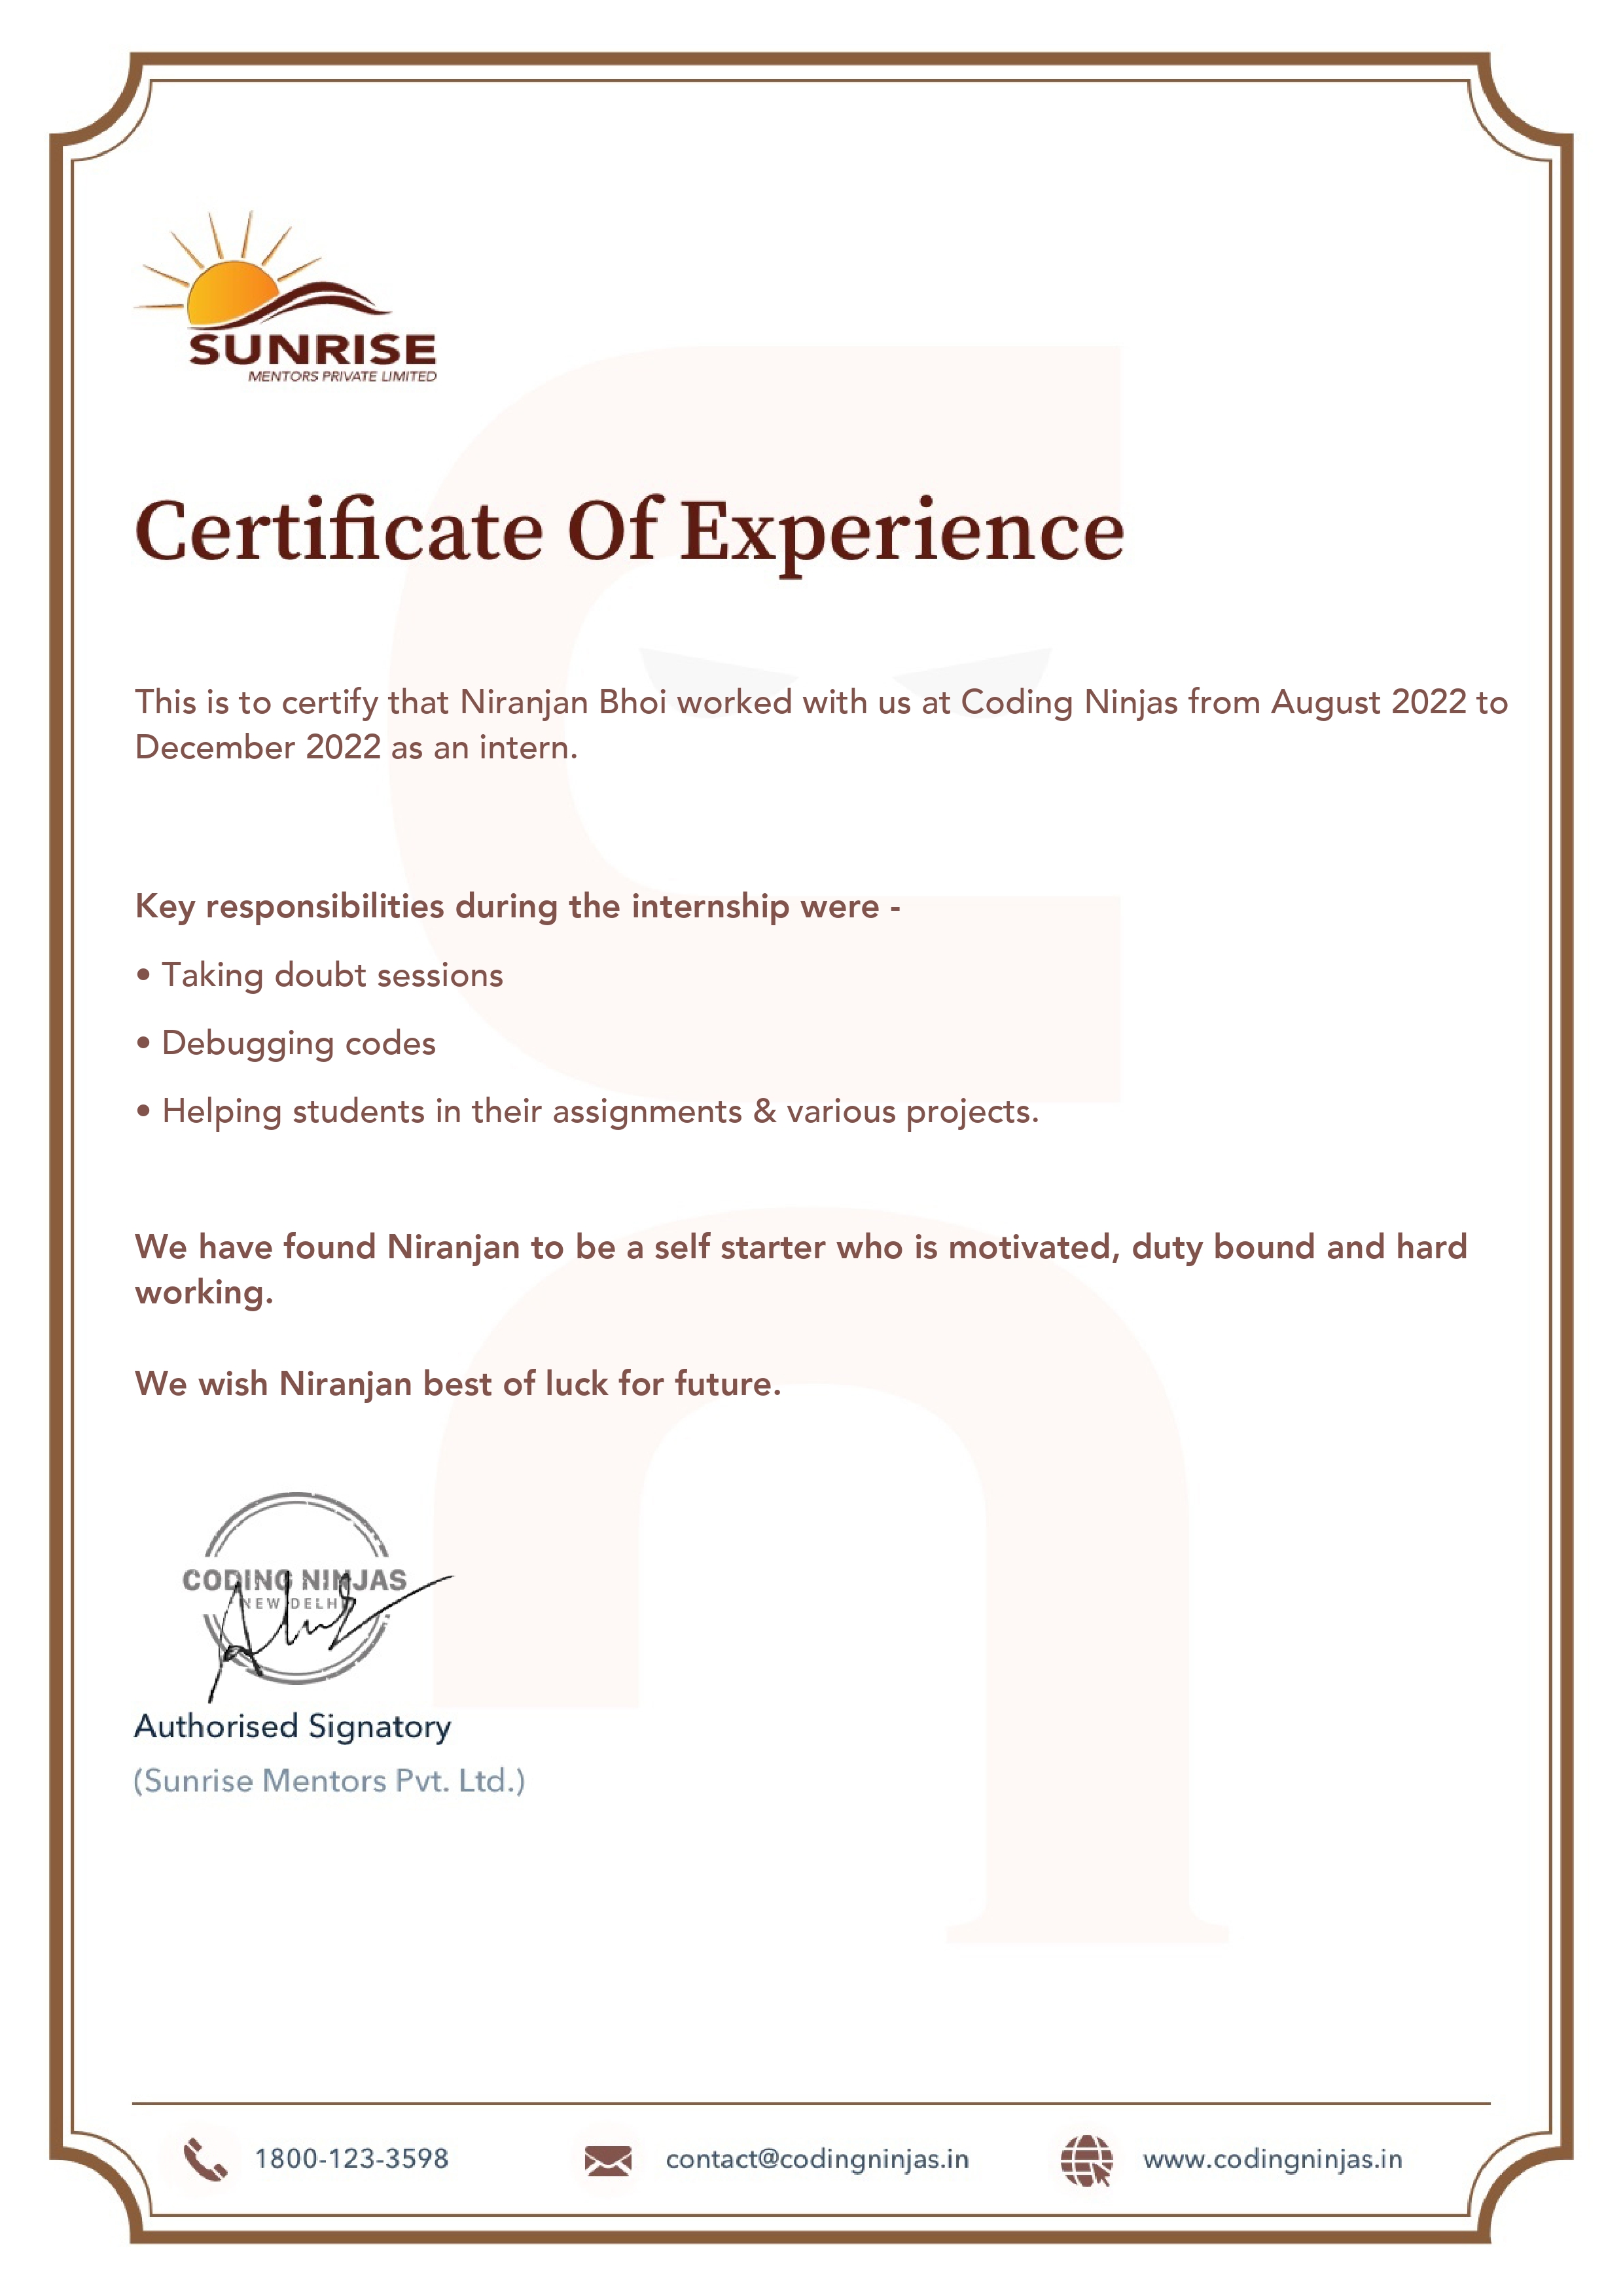 SUNRISE
MENTORS PRIVATE LIMITED
Certificate Of Experience
This is to certify that Niranjan Bhoi worked with us at Coding Ninjas from August 2022 to
December 2022 as an intern.
Key responsibilities during the internship were -
• Taking doubt sessions
• Debugging codes
• Helping students in their assignments & various projects.
We have found Niranjan to be a self starter who is motivated, duty bound and hard
working.
We wish Niranjan best of luck for future.
CODING NINJAS
NEW DELHI
Authorised Signatory
(Sunrise Mentors Pvt. Ltd.)
1800-123-3598
contact@codingninjas.in
www.codingninjas.in